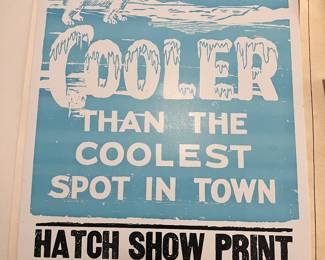 COOLER
THAN THE
COOLEST
SPOT IN TOWN
HATCH SHOW PRINT